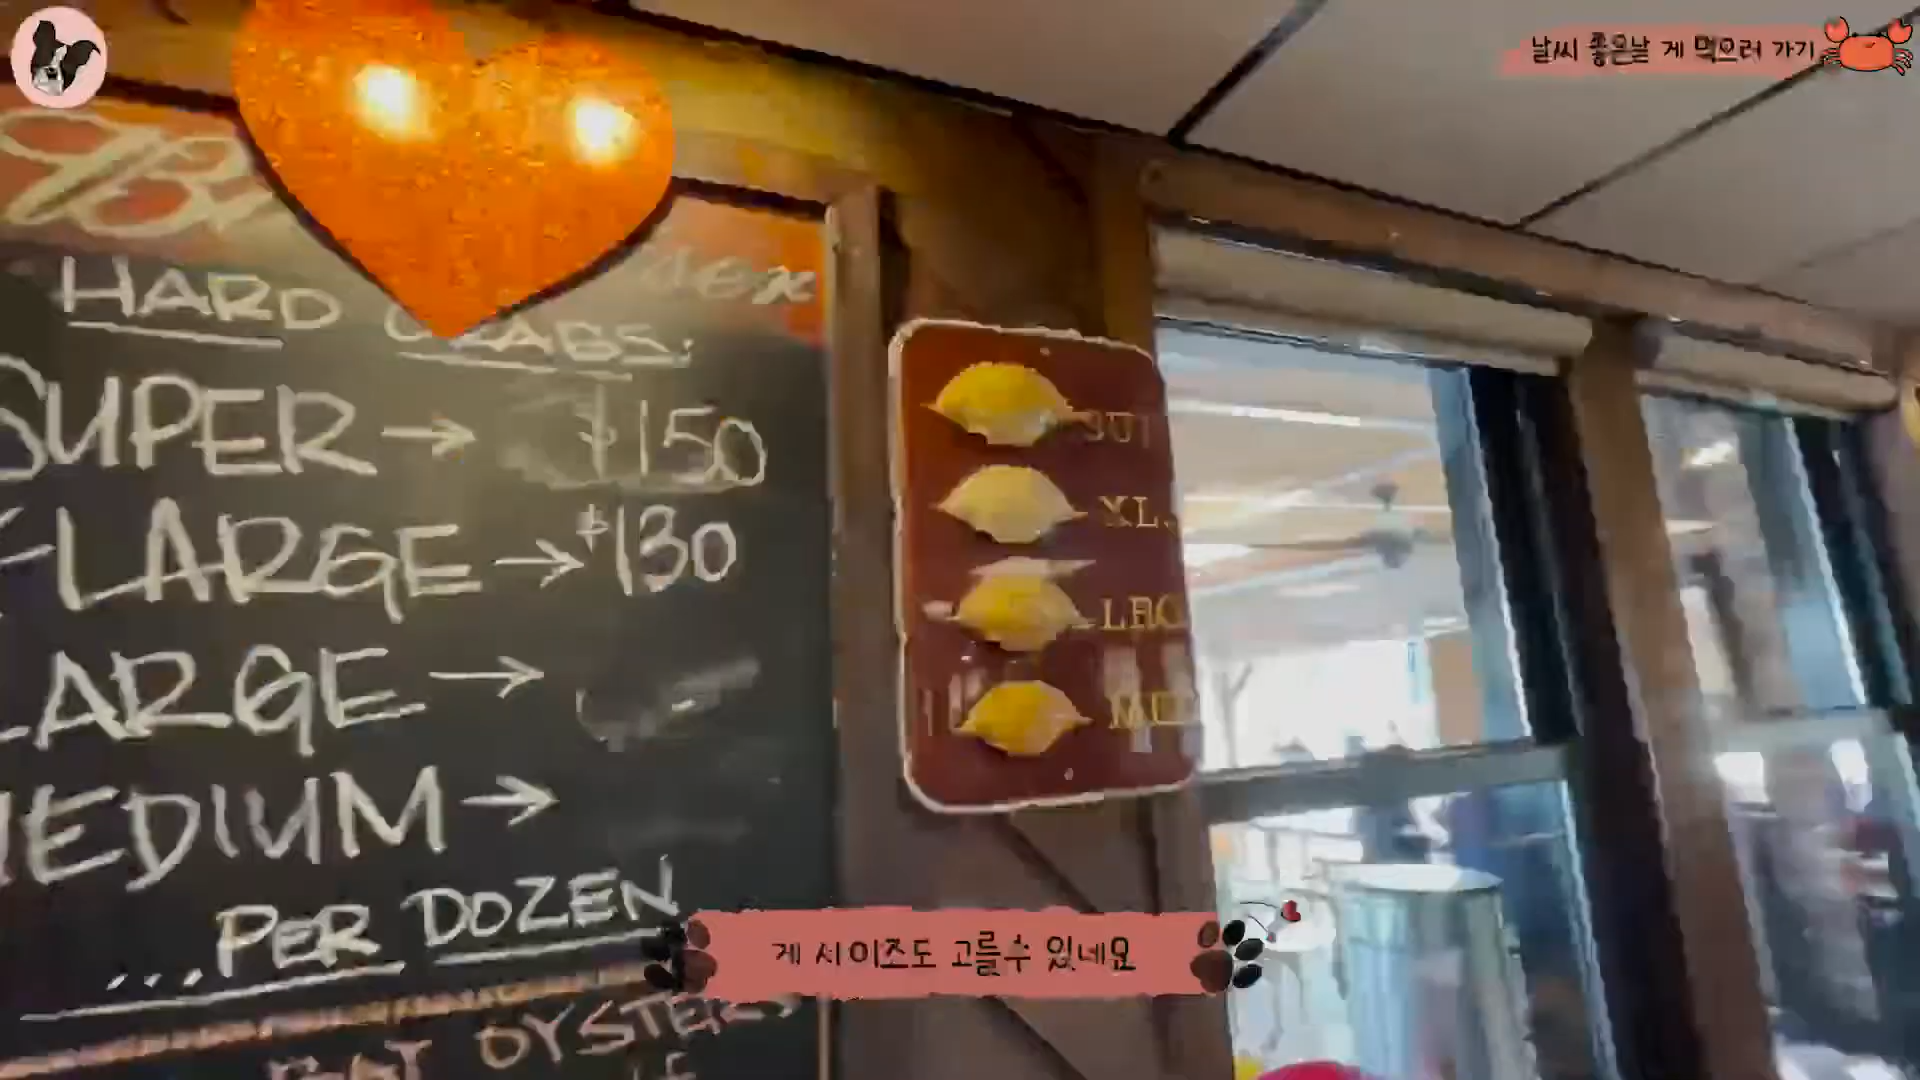 날씨 좋은날 게 먹으러 가기
HARD
SUPER → $150
LARGE → $130
LARGE →
MEDIUM →
...PER DOZEN
OYSTERS
XL
게 사이즈도 고를수 있네요